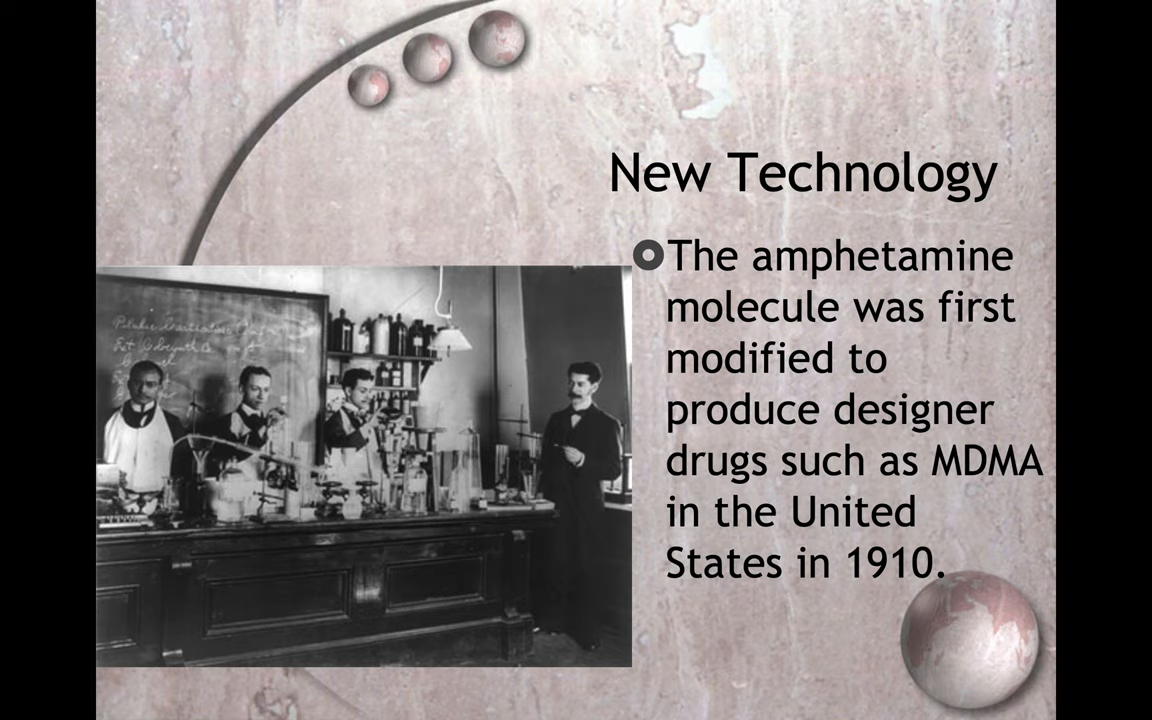 New Technology
The amphetamine
molecule was first
modified to
produce designer
drugs such as MDMA
in the United
States in 1910.